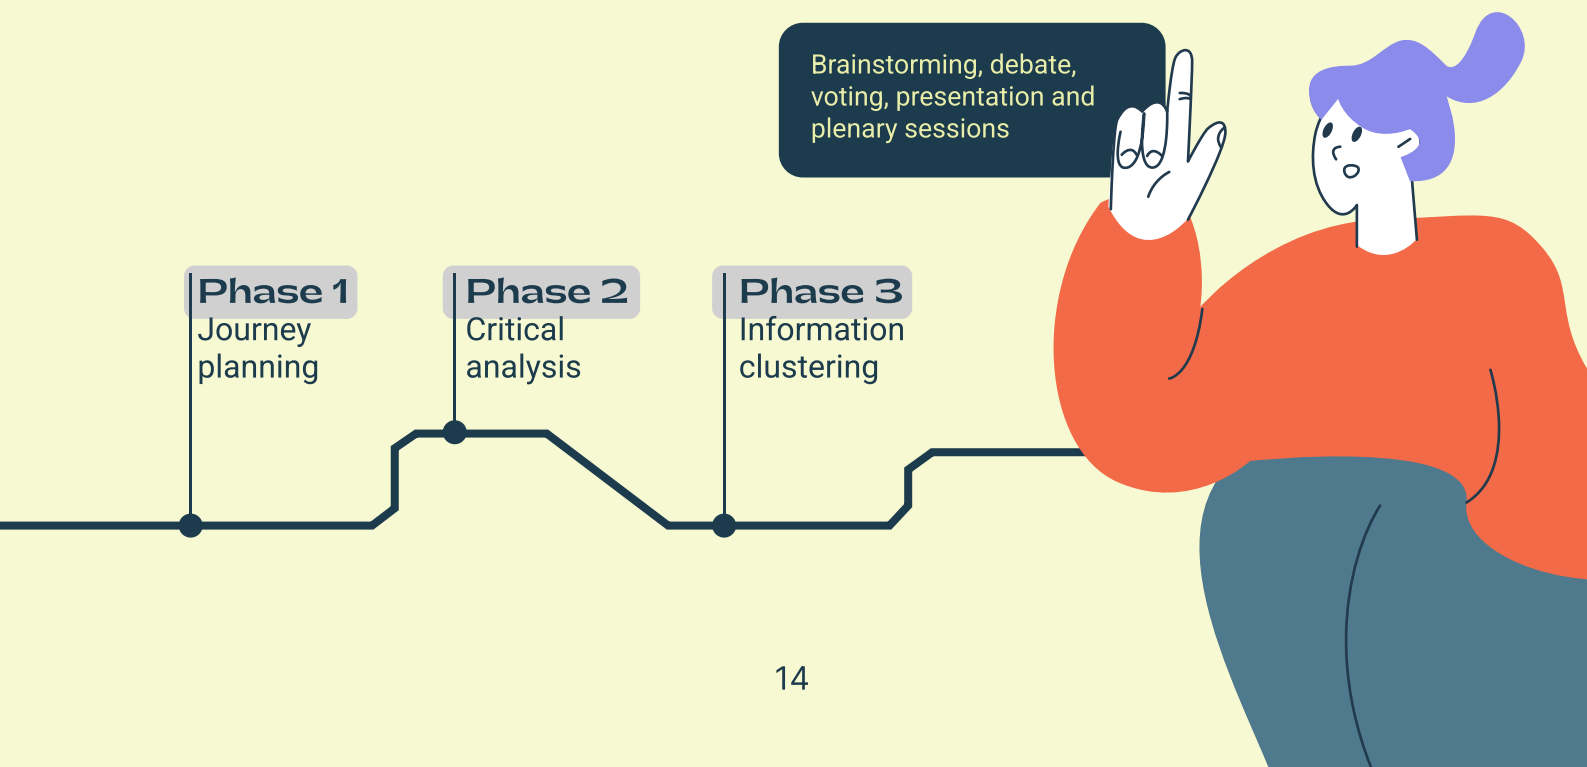 Brainstorming, debate,
voting, presentation and
plenary sessions
Phase 1
Journey
planning
Phase 2
Critical
analysis
Phase 3
Information
clustering
14